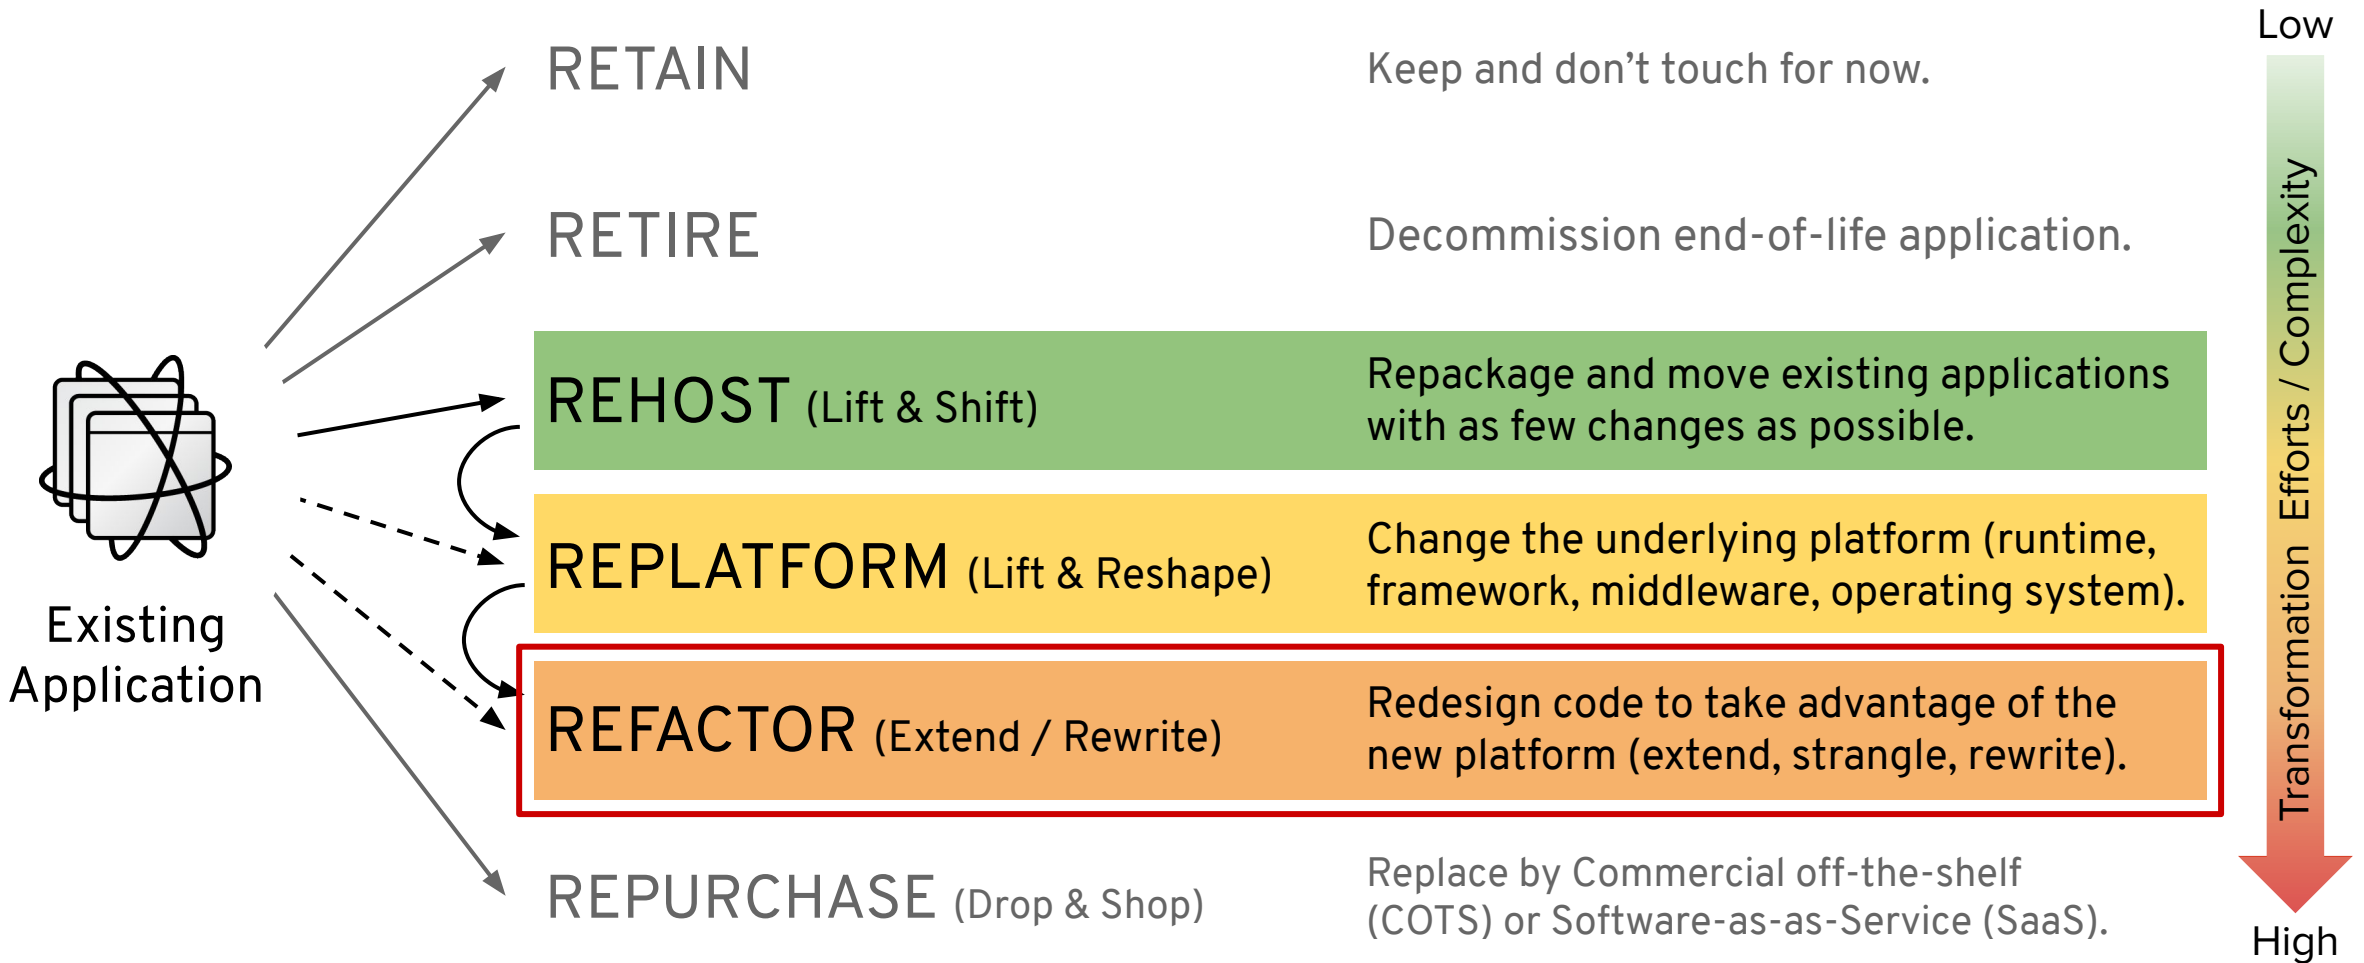 Low
RETAIN
Keep and don’t touch for now.
RETIRE
Decommission end-of-life application.
REHOST (Lift & Shift)
Repackage and move existing applications
with as few changes as possible.
REPLATFORM (Lift & Reshape)
Change the underlying platform (runtime,
framework, middleware, operating system).
Existing
Application
REFACTOR (Extend / Rewrite)
Redesign code to take advantage of the
new platform (extend, strangle, rewrite).
REPURCHASE (Drop & Shop)
Replace by Commercial off-the-shelf
(COTS) or Software-as-as-Service (SaaS).
Transformation Efforts / Complexity
High